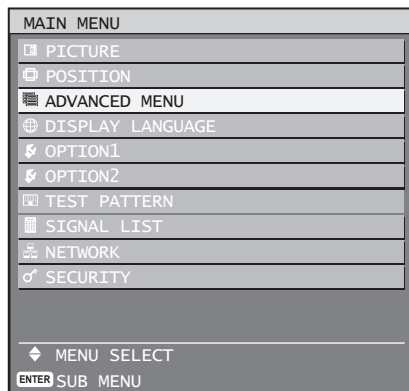 MAIN MENU
PICTURE
POSITION
ADVANCED MENU
DISPLAY LANGUAGE
OPTION1
OPTION2
TEST PATTERN
SIGNAL LIST
NETWORK
SECURITY
MENU SELECT
ENTER SUB MENU